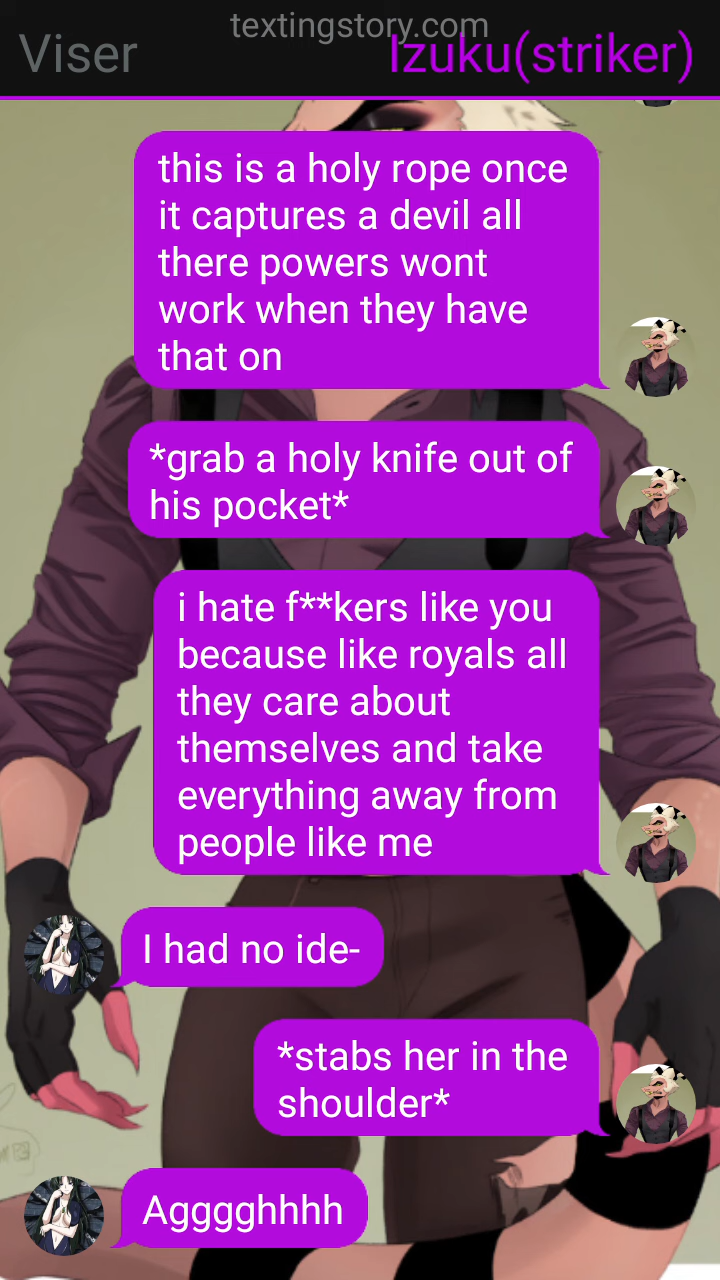 textingstory.com
Viser
Izuku(striker)
this is a holy rope once
it captures a devil all
there powers wont
work when they have
that on
*grab a holy knife out of
his pocket*
i hate f**kers like you
because like royals all
they care about
themselves and take
everything away from
people like me
I had no ide-
*stabs her in the
shoulder*
Agggghhhh